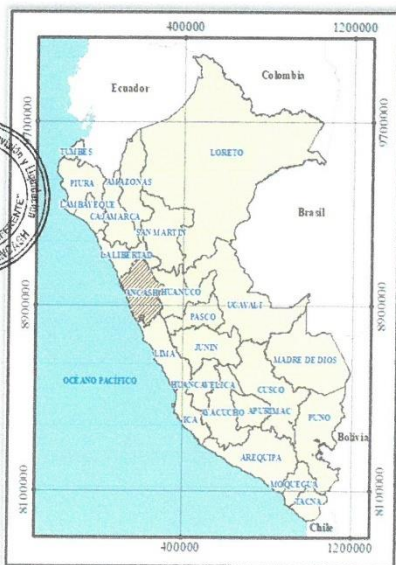 400000 1200000
Ecuador
Colombia
9700000
9700000
TUMBES
LORETO
PIURA
AMAZONAS
LAMBAYEQUE
CAJAMARCA
SAN MARTIN
Brasil
LA LIBERTAD
ANCASH
HUANUCO
UCAYALI
8900000
8900000
PASCO
LIMA
JUNIN
MADRE DE DIOS
OCÉANO PACÍFICO
HUANCAVELICA
CUSCO
ICA
AYACUCHO
APURIMAC
PUNO
Bolivia
AREQUIPA
MOQUEGUA
TACNA
8100000
8100000
Chile
400000 1200000